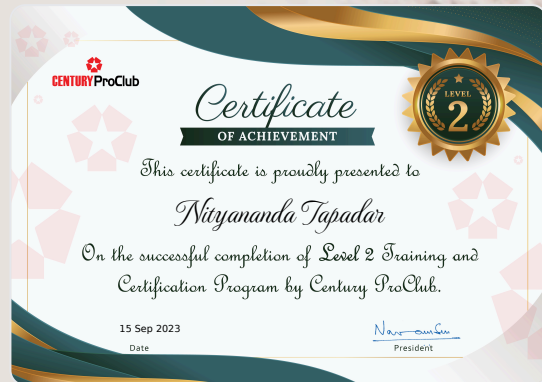 CENTURY ProClub
Certificate
OF ACHIEVEMENT
LEVEL
2
This certificate is proudly presented to
Nityananda Tapadar
On the successful completion of Level 2 Training and
Certification Program by Century ProClub.
15 Sep 2023
Date
President